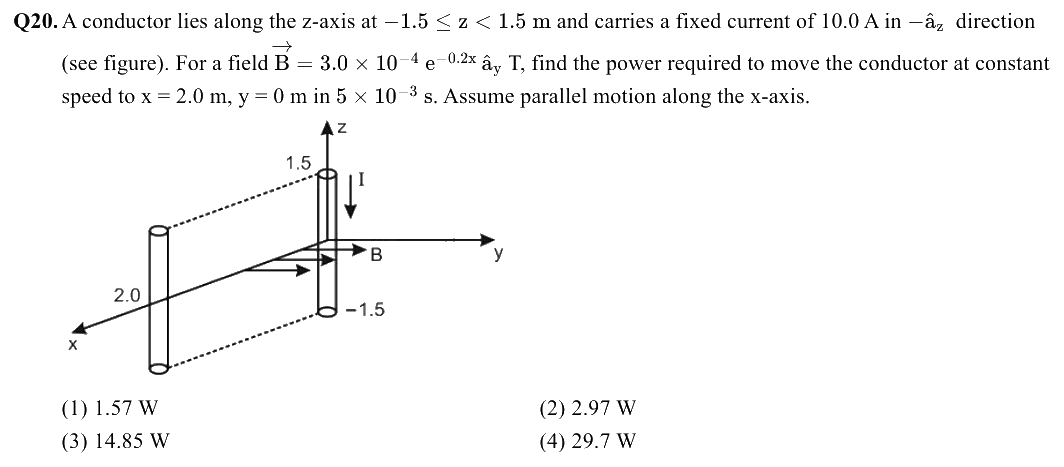 Q20. A conductor lies along the z-axis at −1.5 ≤ z < 1.5 m and carries a fixed current of 10.0 A in −â_z direction
(see figure). For a field B⃗ = 3.0 × 10⁻⁴ e^(−0.2x) â_y T, find the power required to move the conductor at constant
speed to x = 2.0 m, y = 0 m in 5 × 10⁻³ s. Assume parallel motion along the x-axis.
z
1.5
I
B
y
2.0
−1.5
x
(1) 1.57 W (2) 2.97 W
(3) 14.85 W (4) 29.7 W